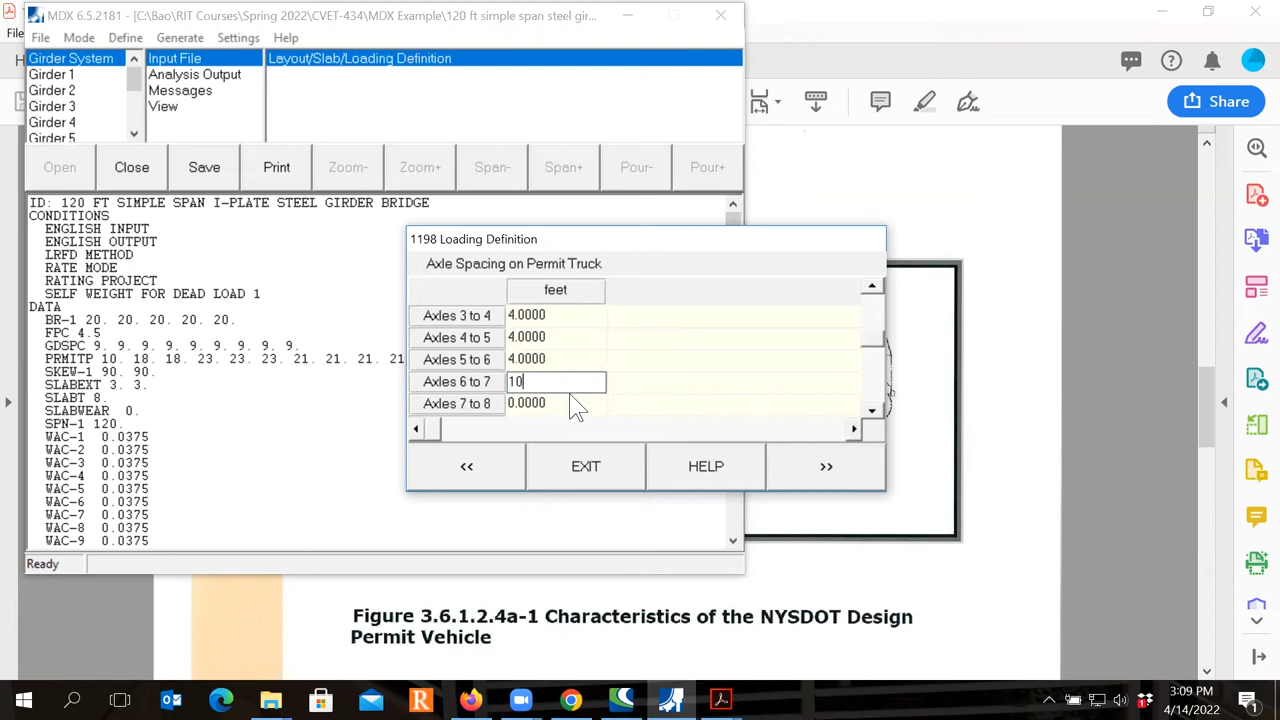 MDX 6.5.2181 - [C:\Bao\RIT Courses\Spring 2022\CVET-434\MDX Example\120 ft simple span steel gir...
File Mode Define Generate Settings Help
Girder System
Girder 1
Girder 2
Girder 3
Girder 4
Girder 5
Input File
Analysis Output
Messages
View
Layout/Slab/Loading Definition
Share
Open Close Save Print Zoom- Zoom+ Span- Span+ Pour- Pour+
ID: 120 FT SIMPLE SPAN I-PLATE STEEL GIRDER BRIDGE
CONDITIONS
ENGLISH INPUT
ENGLISH OUTPUT
LRFD METHOD
RATE MODE
RATING PROJECT
SELF WEIGHT FOR DEAD LOAD 1
DATA
BR-1 20. 20. 20. 20. 20.
FPC 4.5
GDSPC 9. 9. 9. 9. 9. 9. 9. 9.
PRMITP 10. 18. 18. 23. 23. 23. 21. 21. 21. 21
SKEW-1 90. 90.
SLABEXT 3. 3.
SLABT 8.
SLABWEAR 0.
SPN-1 120.
WAC-1 0.0375
WAC-2 0.0375
WAC-3 0.0375
WAC-4 0.0375
WAC-5 0.0375
WAC-6 0.0375
WAC-7 0.0375
WAC-8 0.0375
WAC-9 0.0375
Ready
1198 Loading Definition
Axle Spacing on Permit Truck
feet
Axles 3 to 4 4.0000
Axles 4 to 5 4.0000
Axles 5 to 6 4.0000
Axles 6 to 7 10
Axles 7 to 8 0.0000
<< EXIT HELP >>
Figure 3.6.1.2.4a-1 Characteristics of the NYSDOT Design
Permit Vehicle
3:09 PM
4/14/2022